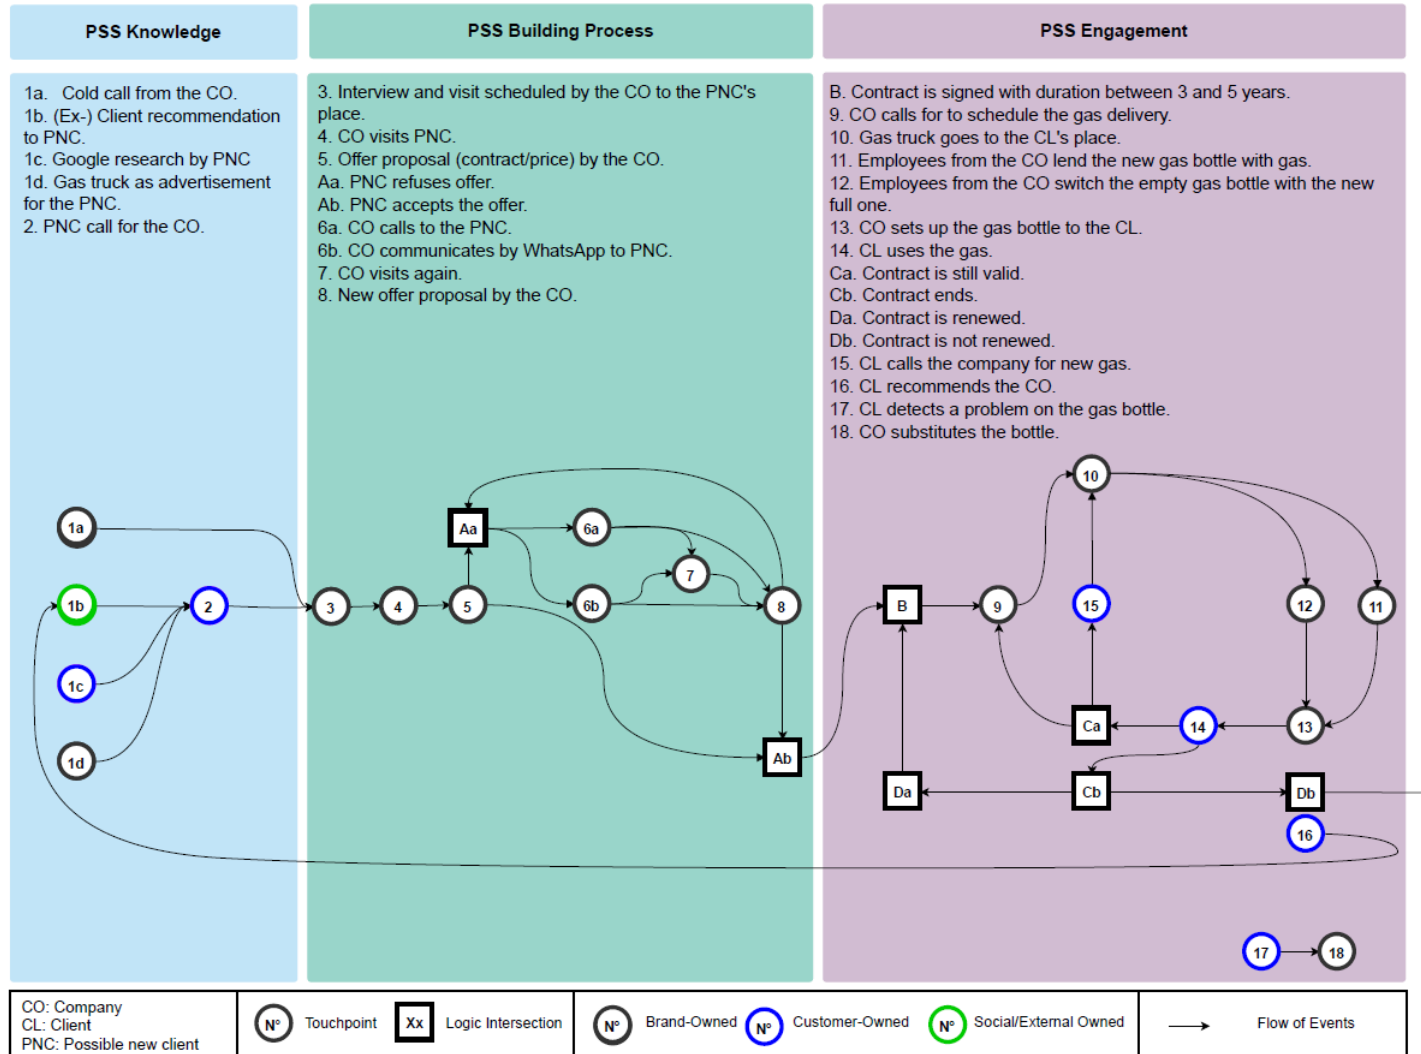 PSS Knowledge
PSS Building Process
PSS Engagement
1a.   Cold call from the CO.
1b. (Ex-) Client recommendation
to PNC.
1c. Google research by PNC
1d. Gas truck as advertisement
for the PNC.
2. PNC call for the CO.
3. Interview and visit scheduled by the CO to the PNC's
place.
4. CO visits PNC.
5. Offer proposal (contract/price) by the CO.
Aa. PNC refuses offer.
Ab. PNC accepts the offer.
6a. CO calls to the PNC.
6b. CO communicates by WhatsApp to PNC.
7. CO visits again.
8. New offer proposal by the CO.
B. Contract is signed with duration between 3 and 5 years.
9. CO calls for to schedule the gas delivery.
10. Gas truck goes to the CL's place.
11. Employees from the CO lend the new gas bottle with gas.
12. Employees from the CO switch the empty gas bottle with the new
full one.
13. CO sets up the gas bottle to the CL.
14. CL uses the gas.
Ca. Contract is still valid.
Cb. Contract ends.
Da. Contract is renewed.
Db. Contract is not renewed.
15. CL calls the company for new gas.
16. CL recommends the CO.
17. CL detects a problem on the gas bottle.
18. CO substitutes the bottle.
1a
1b
1c
1d
2
3
4
5
Aa
6a
6b
7
8
Ab
B
9
10
15
12
11
Ca
14
13
Da
Cb
Db
16
17
18
CO: Company
CL: Client
PNC: Possible new client
N° Touchpoint
Xx Logic Intersection
N° Brand-Owned
N° Customer-Owned
N° Social/External Owned
Flow of Events